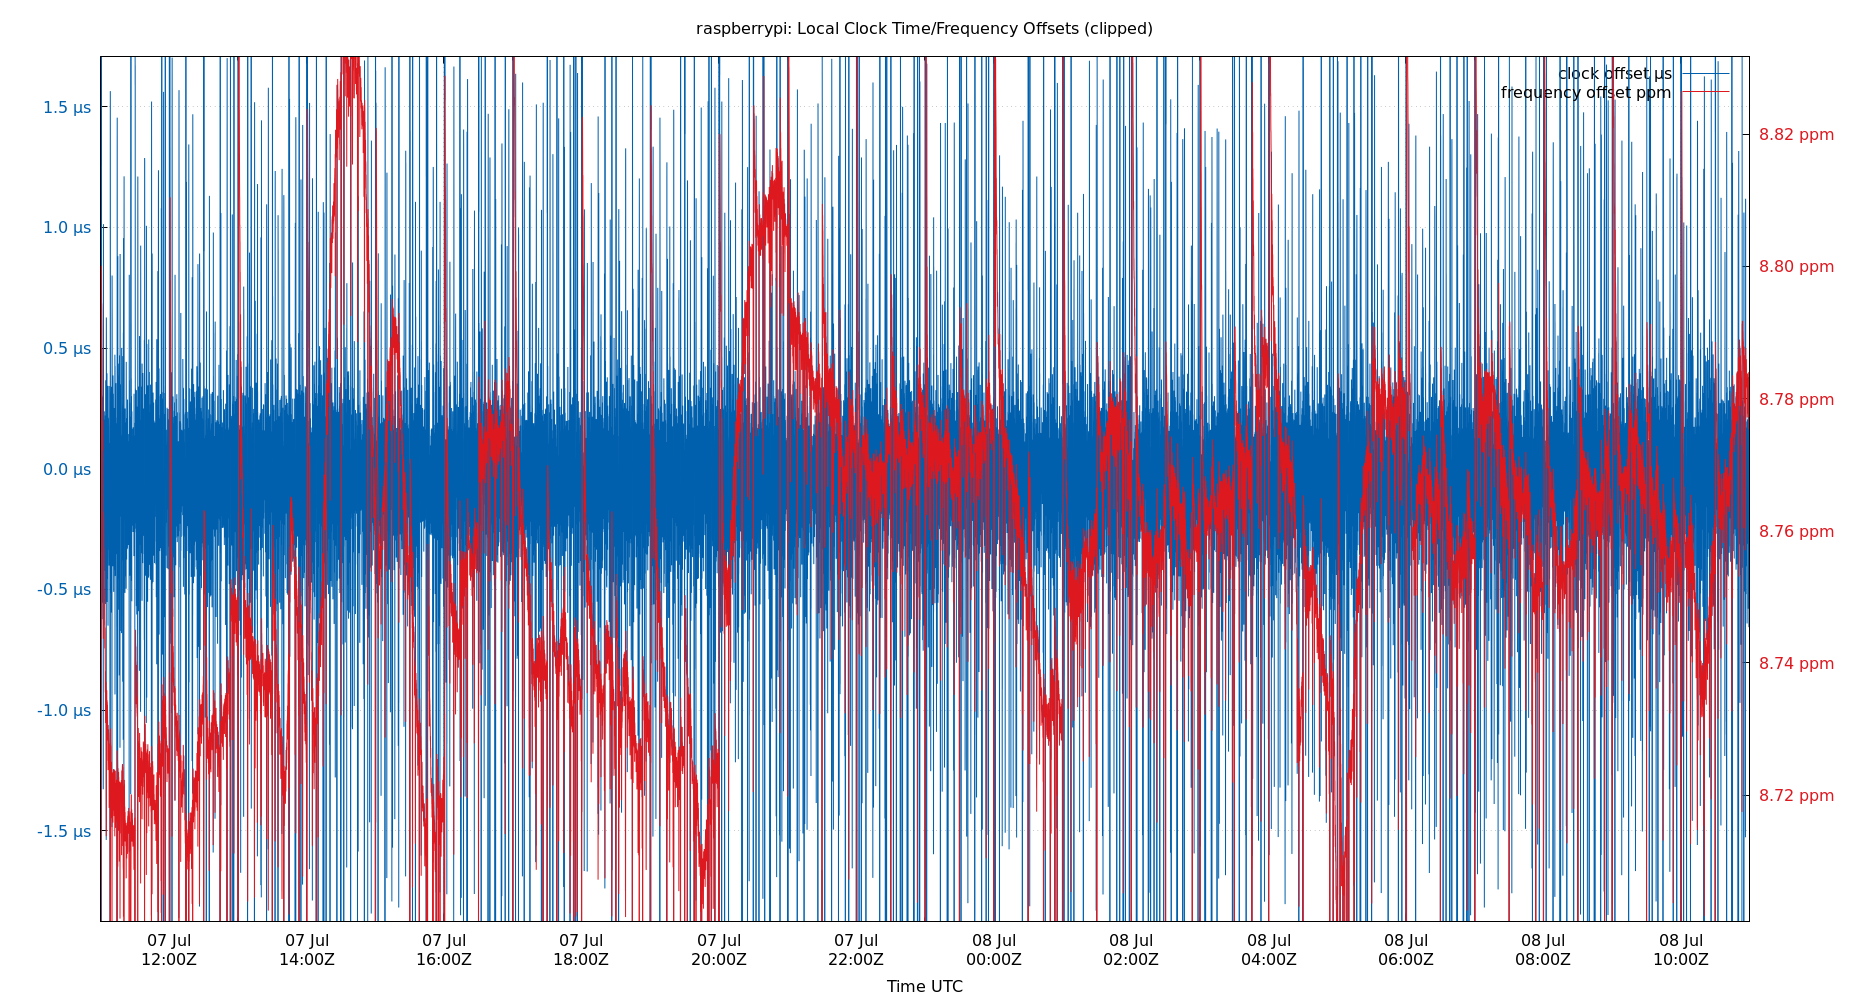 raspberrypi: Local Clock Time/Frequency Offsets (clipped)
clock offset µs
frequency offset ppm
1.5 µs
1.0 µs
0.5 µs
0.0 µs
-0.5 µs
-1.0 µs
-1.5 µs
8.82 ppm
8.80 ppm
8.78 ppm
8.76 ppm
8.74 ppm
8.72 ppm
07 Jul
12:00Z
07 Jul
14:00Z
07 Jul
16:00Z
07 Jul
18:00Z
07 Jul
20:00Z
07 Jul
22:00Z
08 Jul
00:00Z
08 Jul
02:00Z
08 Jul
04:00Z
08 Jul
06:00Z
08 Jul
08:00Z
08 Jul
10:00Z
Time UTC